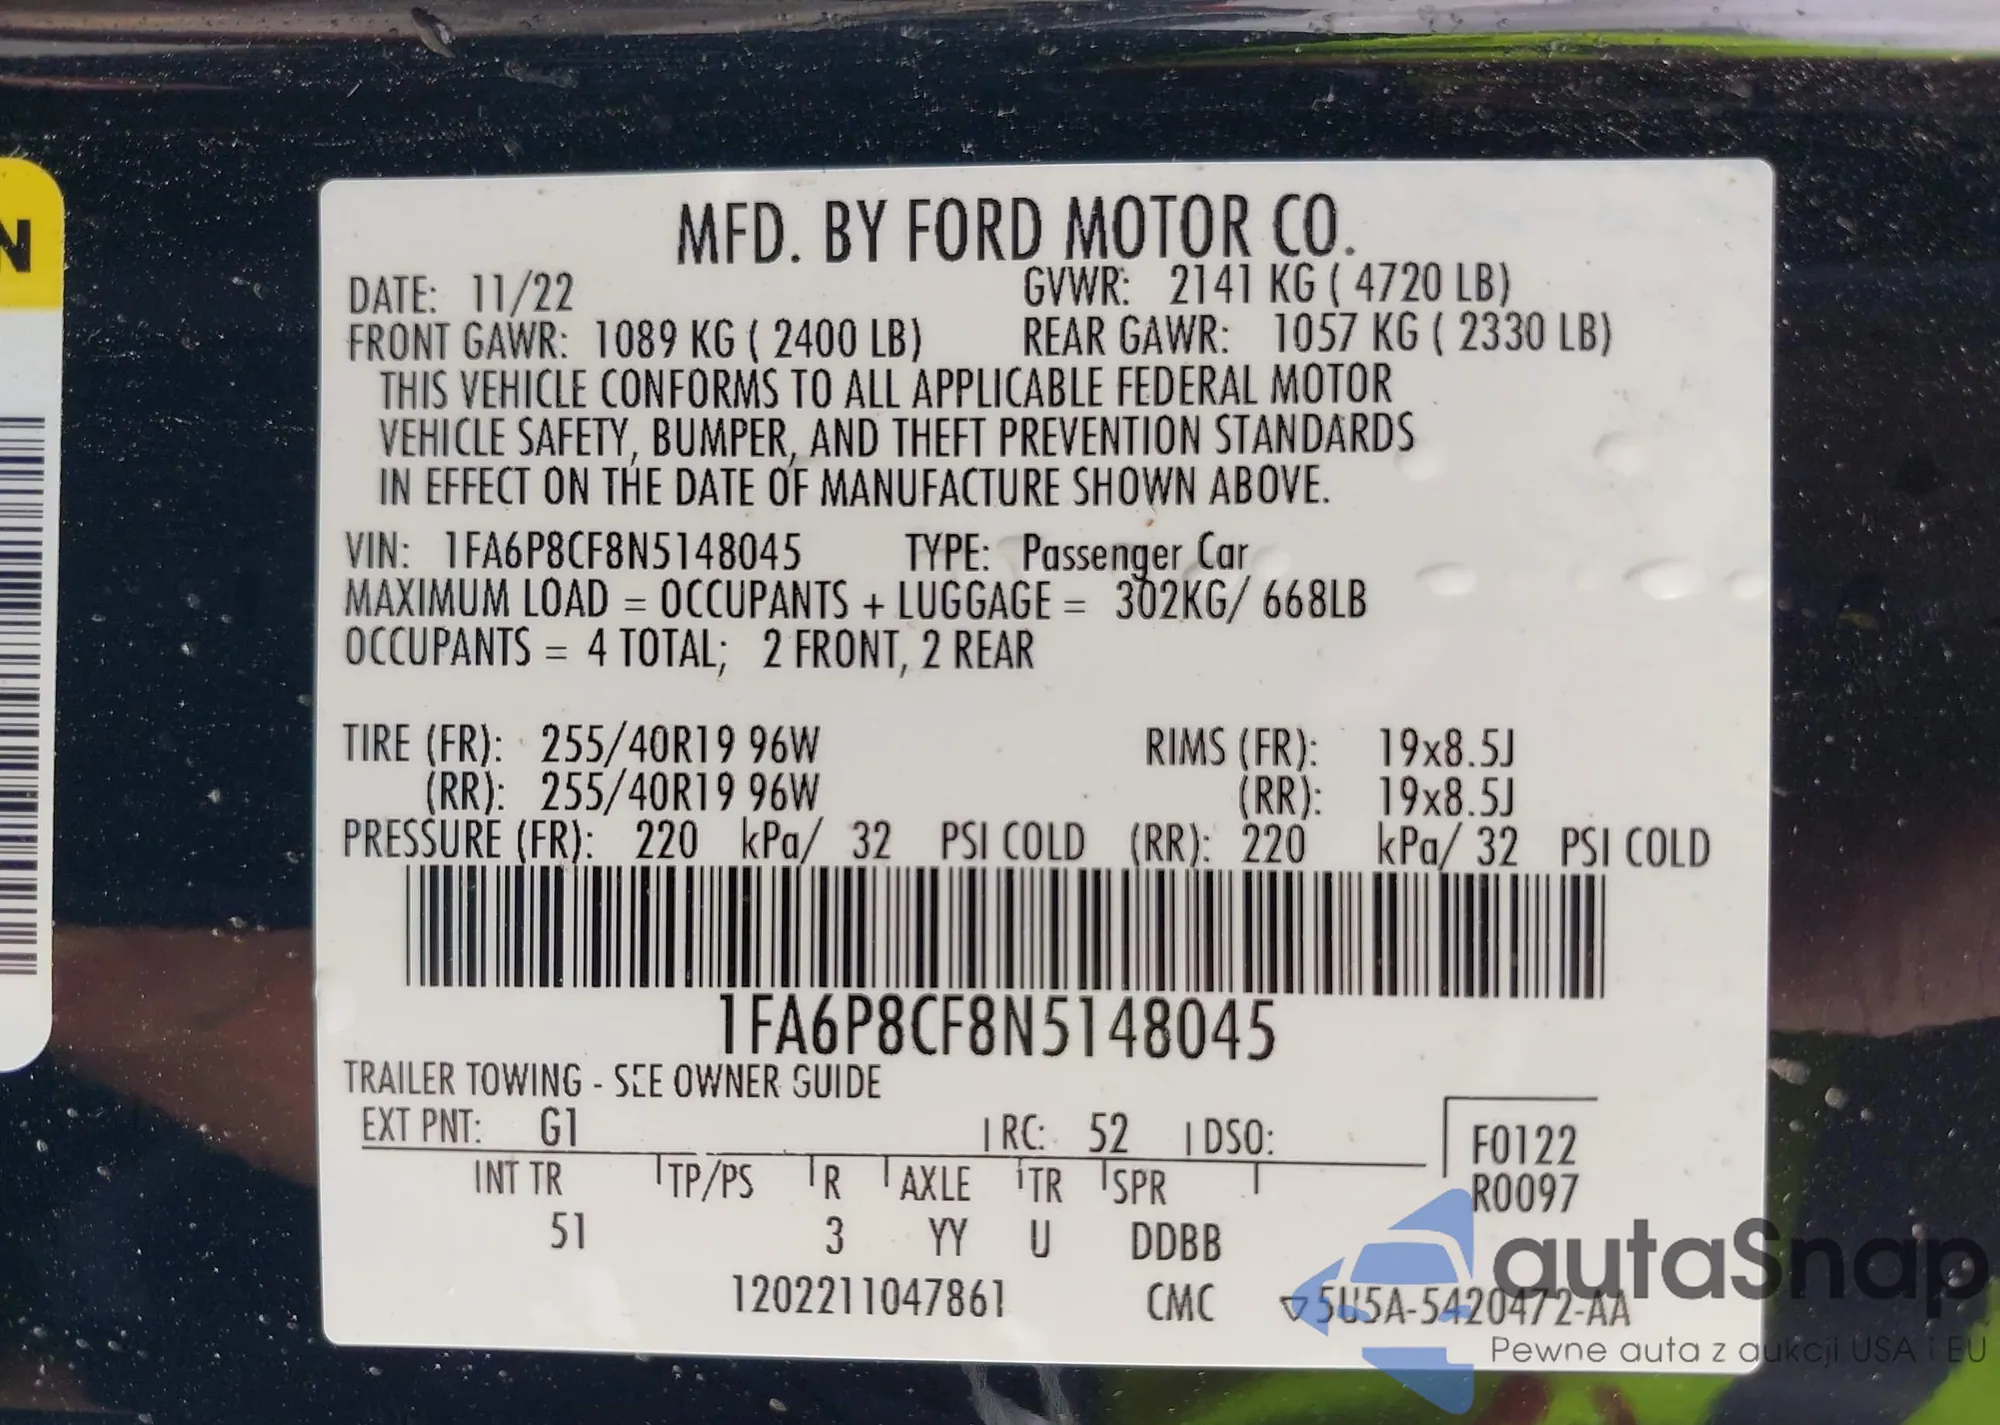 N
MFD. BY FORD MOTOR CO.
DATE: 11/22 GVWR: 2141 KG ( 4720 LB)
FRONT GAWR: 1089 KG ( 2400 LB) REAR GAWR: 1057 KG ( 2330 LB)
THIS VEHICLE CONFORMS TO ALL APPLICABLE FEDERAL MOTOR
VEHICLE SAFETY, BUMPER, AND THEFT PREVENTION STANDARDS
IN EFFECT ON THE DATE OF MANUFACTURE SHOWN ABOVE.
VIN: 1FA6P8CF8N5148045 TYPE: Passenger Car
MAXIMUM LOAD = OCCUPANTS + LUGGAGE = 302KG/ 668LB
OCCUPANTS = 4 TOTAL; 2 FRONT, 2 REAR
TIRE (FR): 255/40R19 96W RIMS (FR): 19x8.5J
(RR): 255/40R19 96W (RR): 19x8.5J
PRESSURE (FR): 220 kPa/ 32 PSI COLD (RR): 220 kPa/ 32 PSI COLD
1FA6P8CF8N5148045
TRAILER TOWING - SEE OWNER GUIDE
EXT PNT: G1 RC: 52 DSO: F0122
INT TR TP/PS R AXLE TR SPR R0097
51 3 YY U DDBB
1202211047861 CMC 5U5A-5420472-AA
autaSnap
Pewne auta z aukcji USA i EU